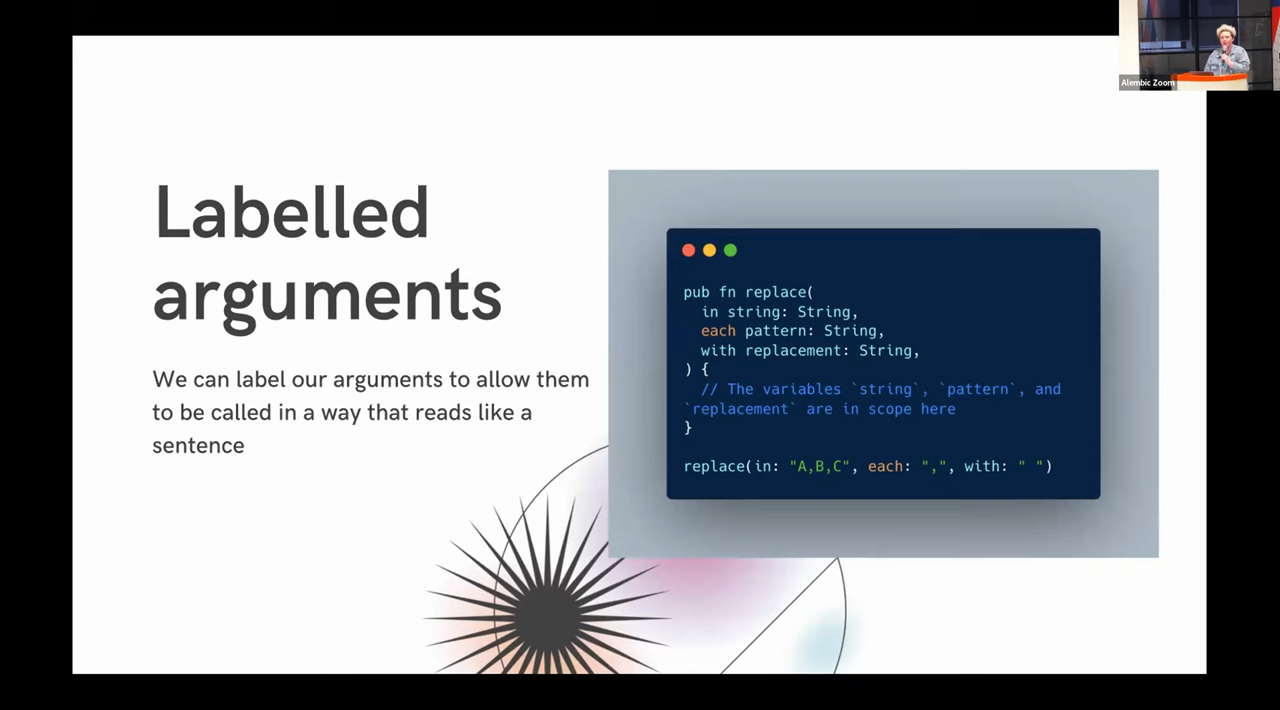 Alembic Zoom
Labelled
arguments
We can label our arguments to allow them
to be called in a way that reads like a
sentence
pub fn replace(
  in string: String,
  each pattern: String,
  with replacement: String,
) {
  // The variables `string`, `pattern`, and
`replacement` are in scope here
}
replace(in: "A,B,C", each: ",", with: " ")